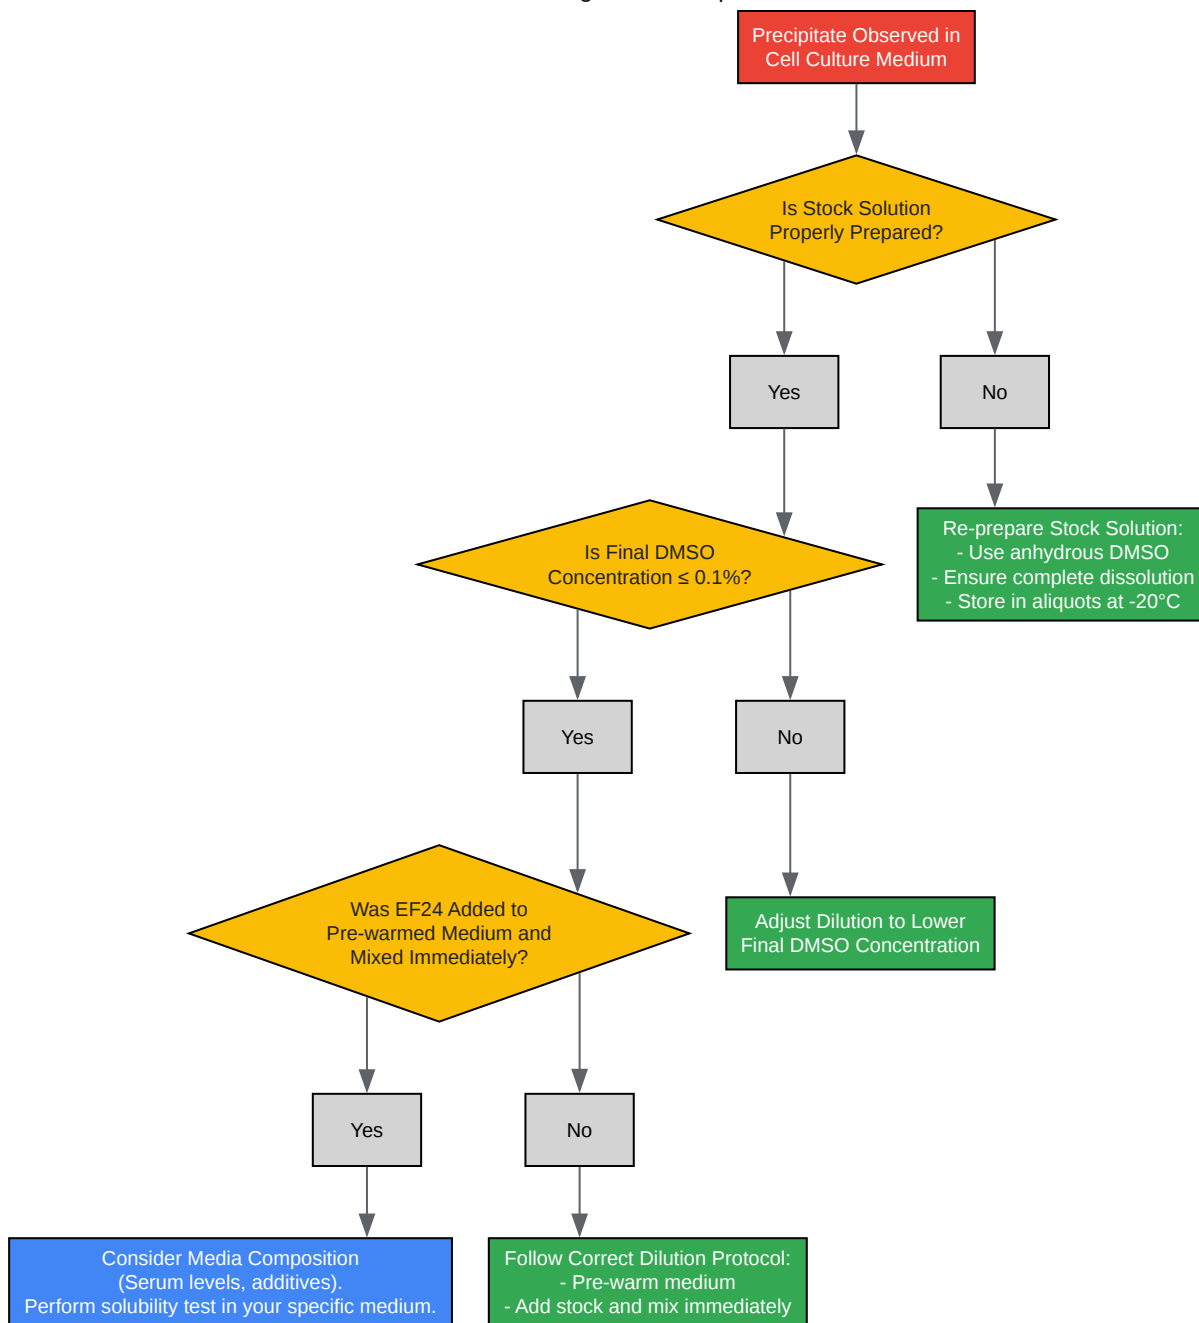 Precipitate Observed in
Cell Culture Medium
Is Stock Solution
Properly Prepared?
Yes
No
Is Final DMSO
Concentration ≤ 0.1%?
Re-prepare Stock Solution:
- Use anhydrous DMSO
- Ensure complete dissolution
- Store in aliquots at -20°C
Yes
No
Was EF24 Added to
Pre-warmed Medium and
Mixed Immediately?
Adjust Dilution to Lower
Final DMSO Concentration
Yes
No
Consider Media Composition
(Serum levels, additives).
Perform solubility test in your specific medium.
Follow Correct Dilution Protocol:
- Pre-warm medium
- Add stock and mix immediately